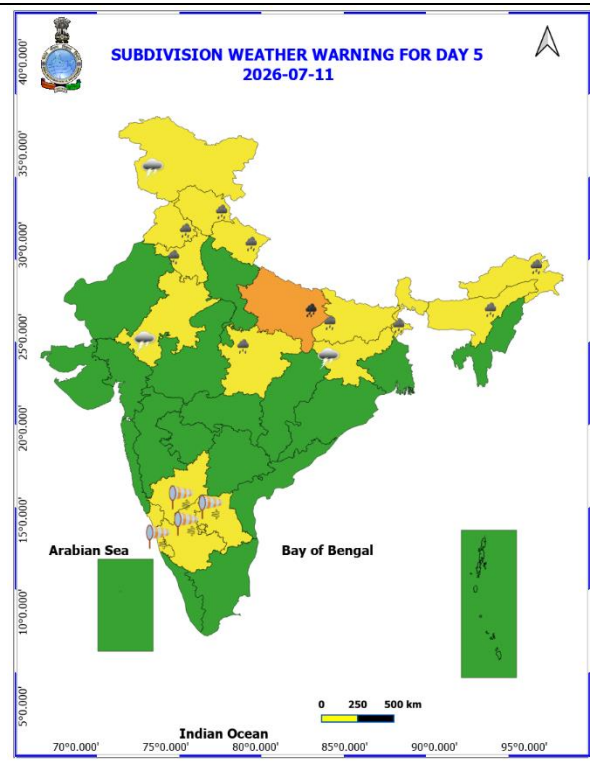 SUBDIVISION WEATHER WARNING FOR DAY 5
2026-07-11
40°0.000'
35°0.000'
30°0.000'
25°0.000'
20°0.000'
15°0.000'
10°0.000'
5°0.000'
Arabian Sea
Bay of Bengal
0 250 500 km
Indian Ocean
70°0.000' 75°0.000' 80°0.000' 85°0.000' 90°0.000' 95°0.000'